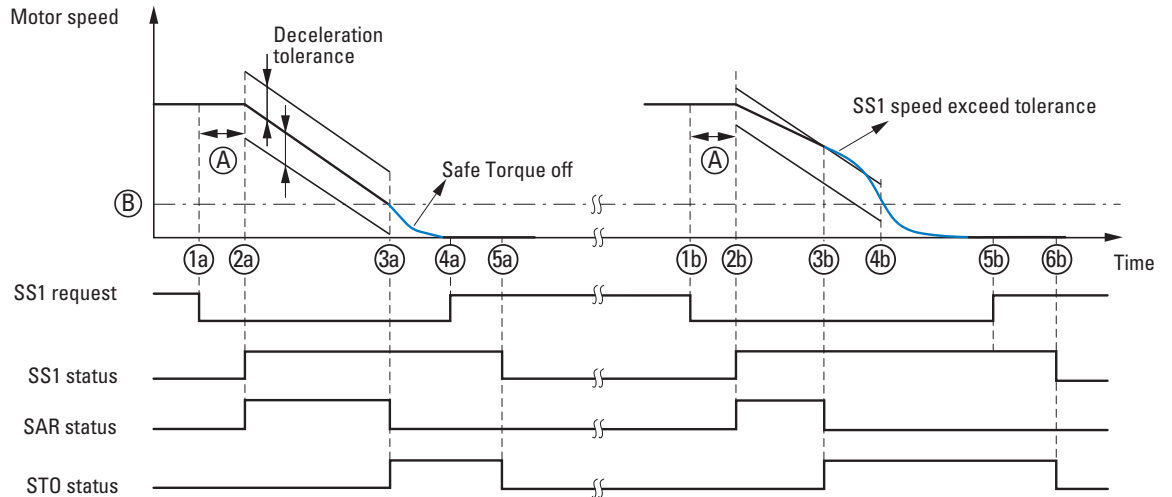 Motor speed
Deceleration
tolerance
SS1 speed exceed tolerance
A
A
Safe Torque off
B
1a 2a 3a 4a 5a 1b 2b 3b 4b 5b 6b
Time
SS1 request
SS1 status
SAR status
STO status